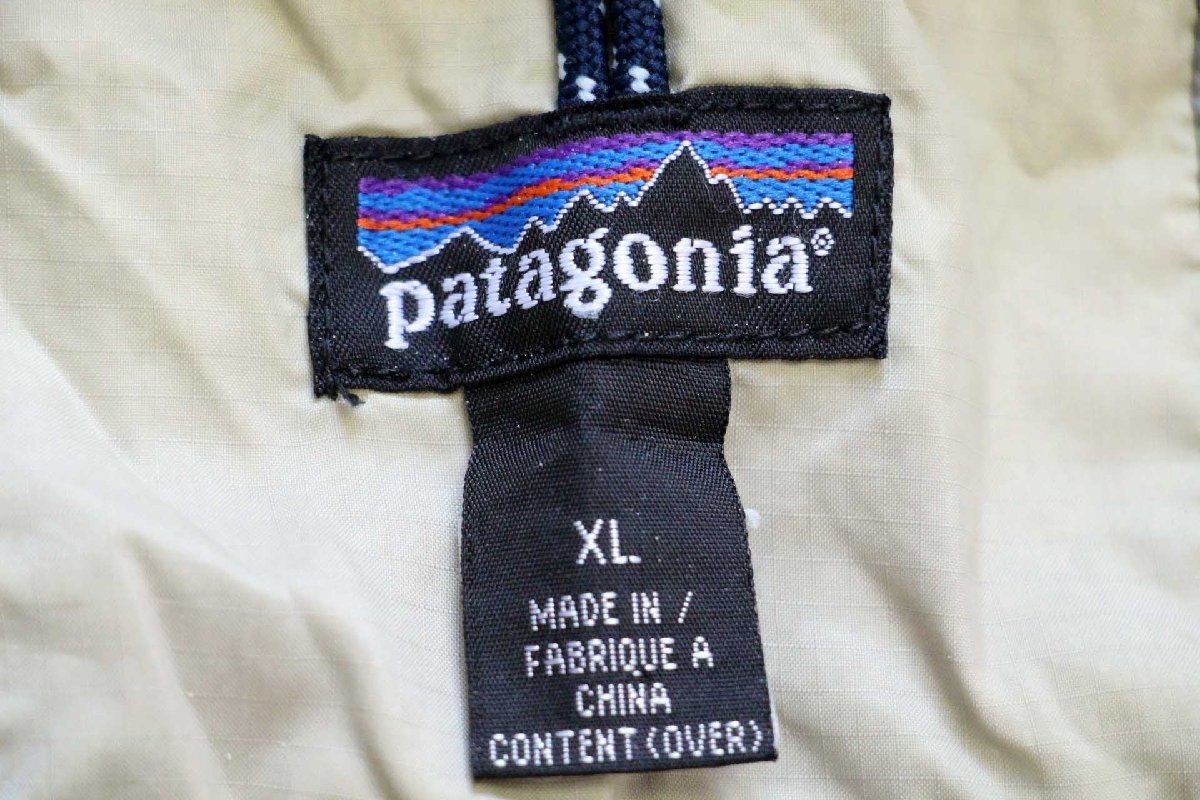 patagonia®
XL
MADE IN /
FABRIQUE A
CHINA
CONTENT (OVER)